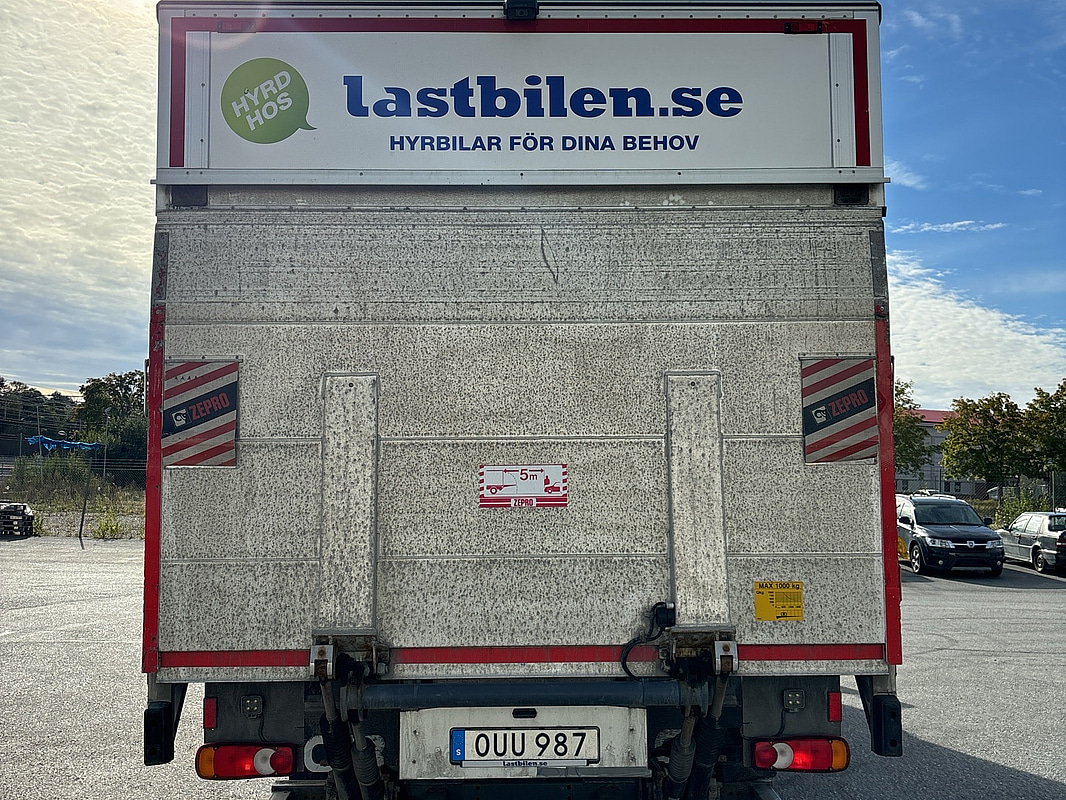 HYRD
HOS
lastbilen.se
HYRBILAR FÖR DINA BEHOV
ZEPRO
ZEPRO
5m
ZEPRO
MAX 1000 kg
S
OUU 987
lastbilen.se